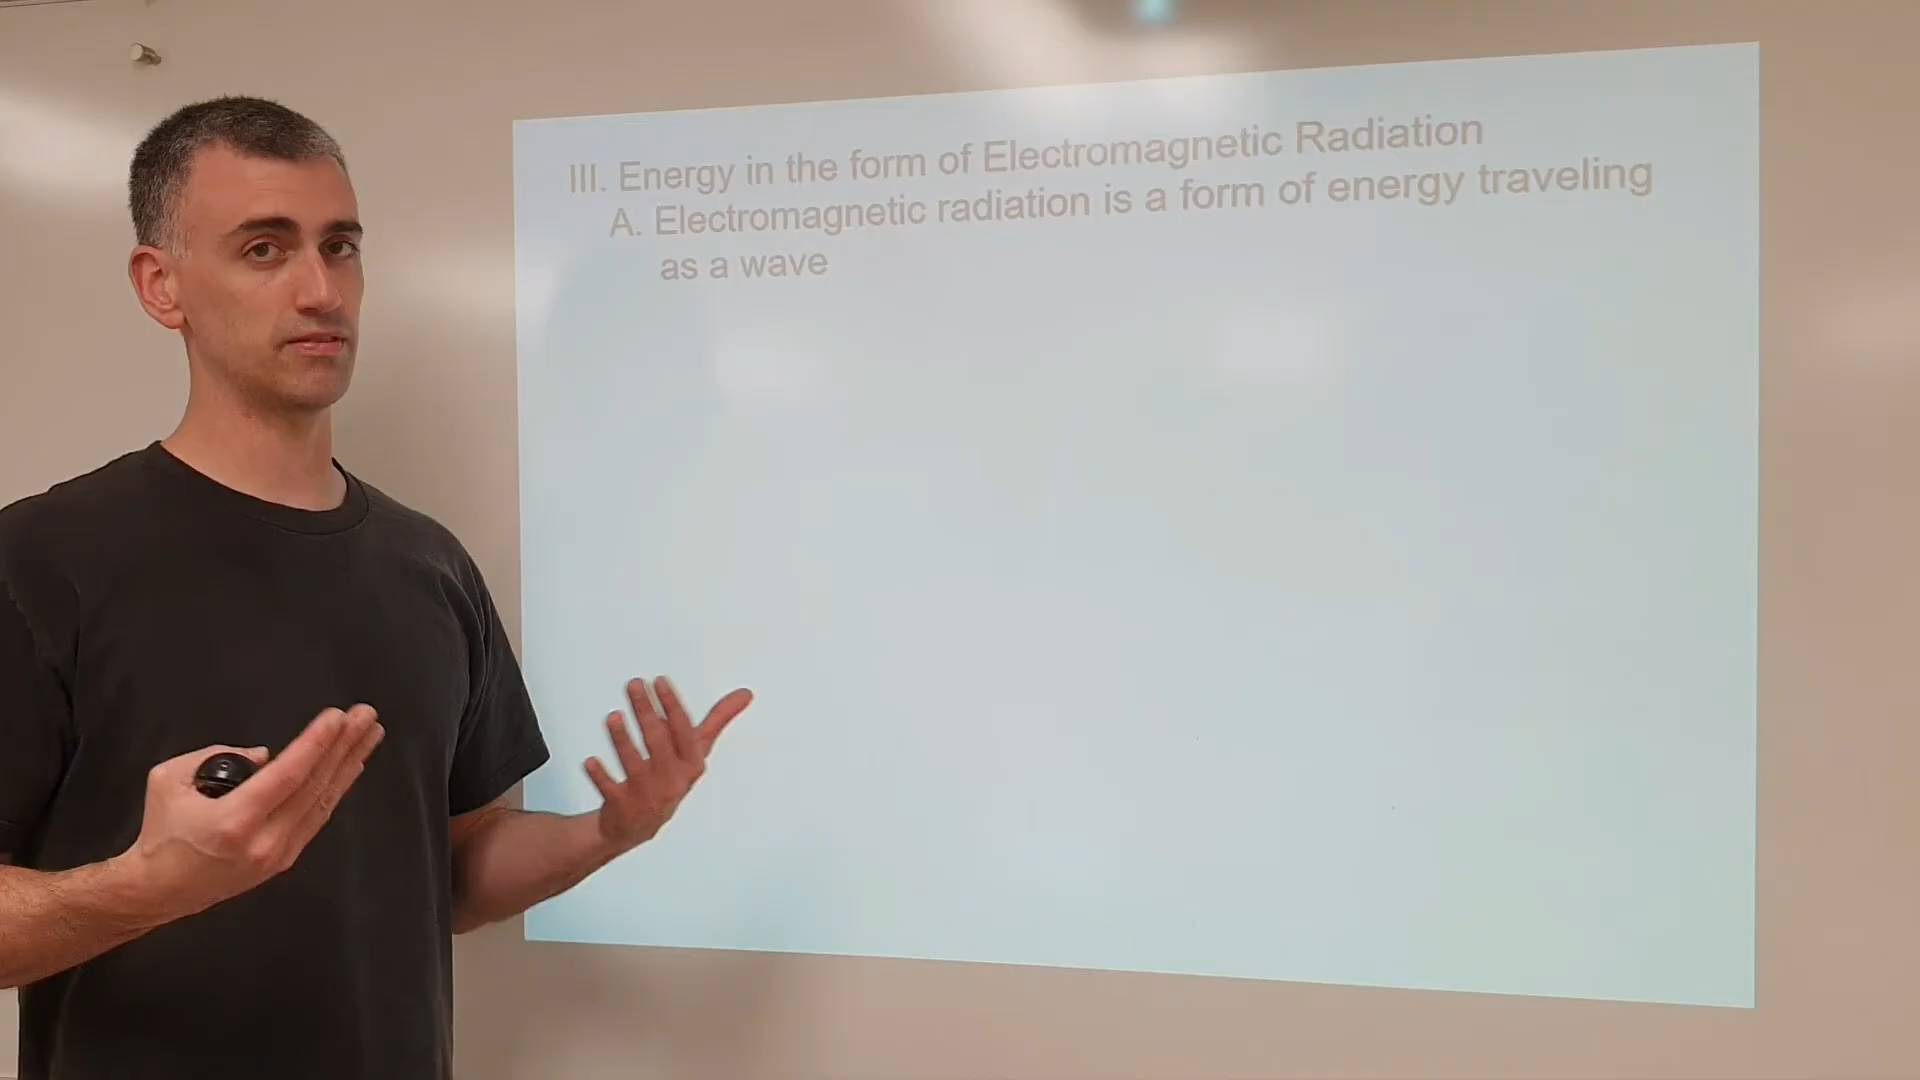 III. Energy in the form of Electromagnetic Radiation
A. Electromagnetic radiation is a form of energy traveling
as a wave